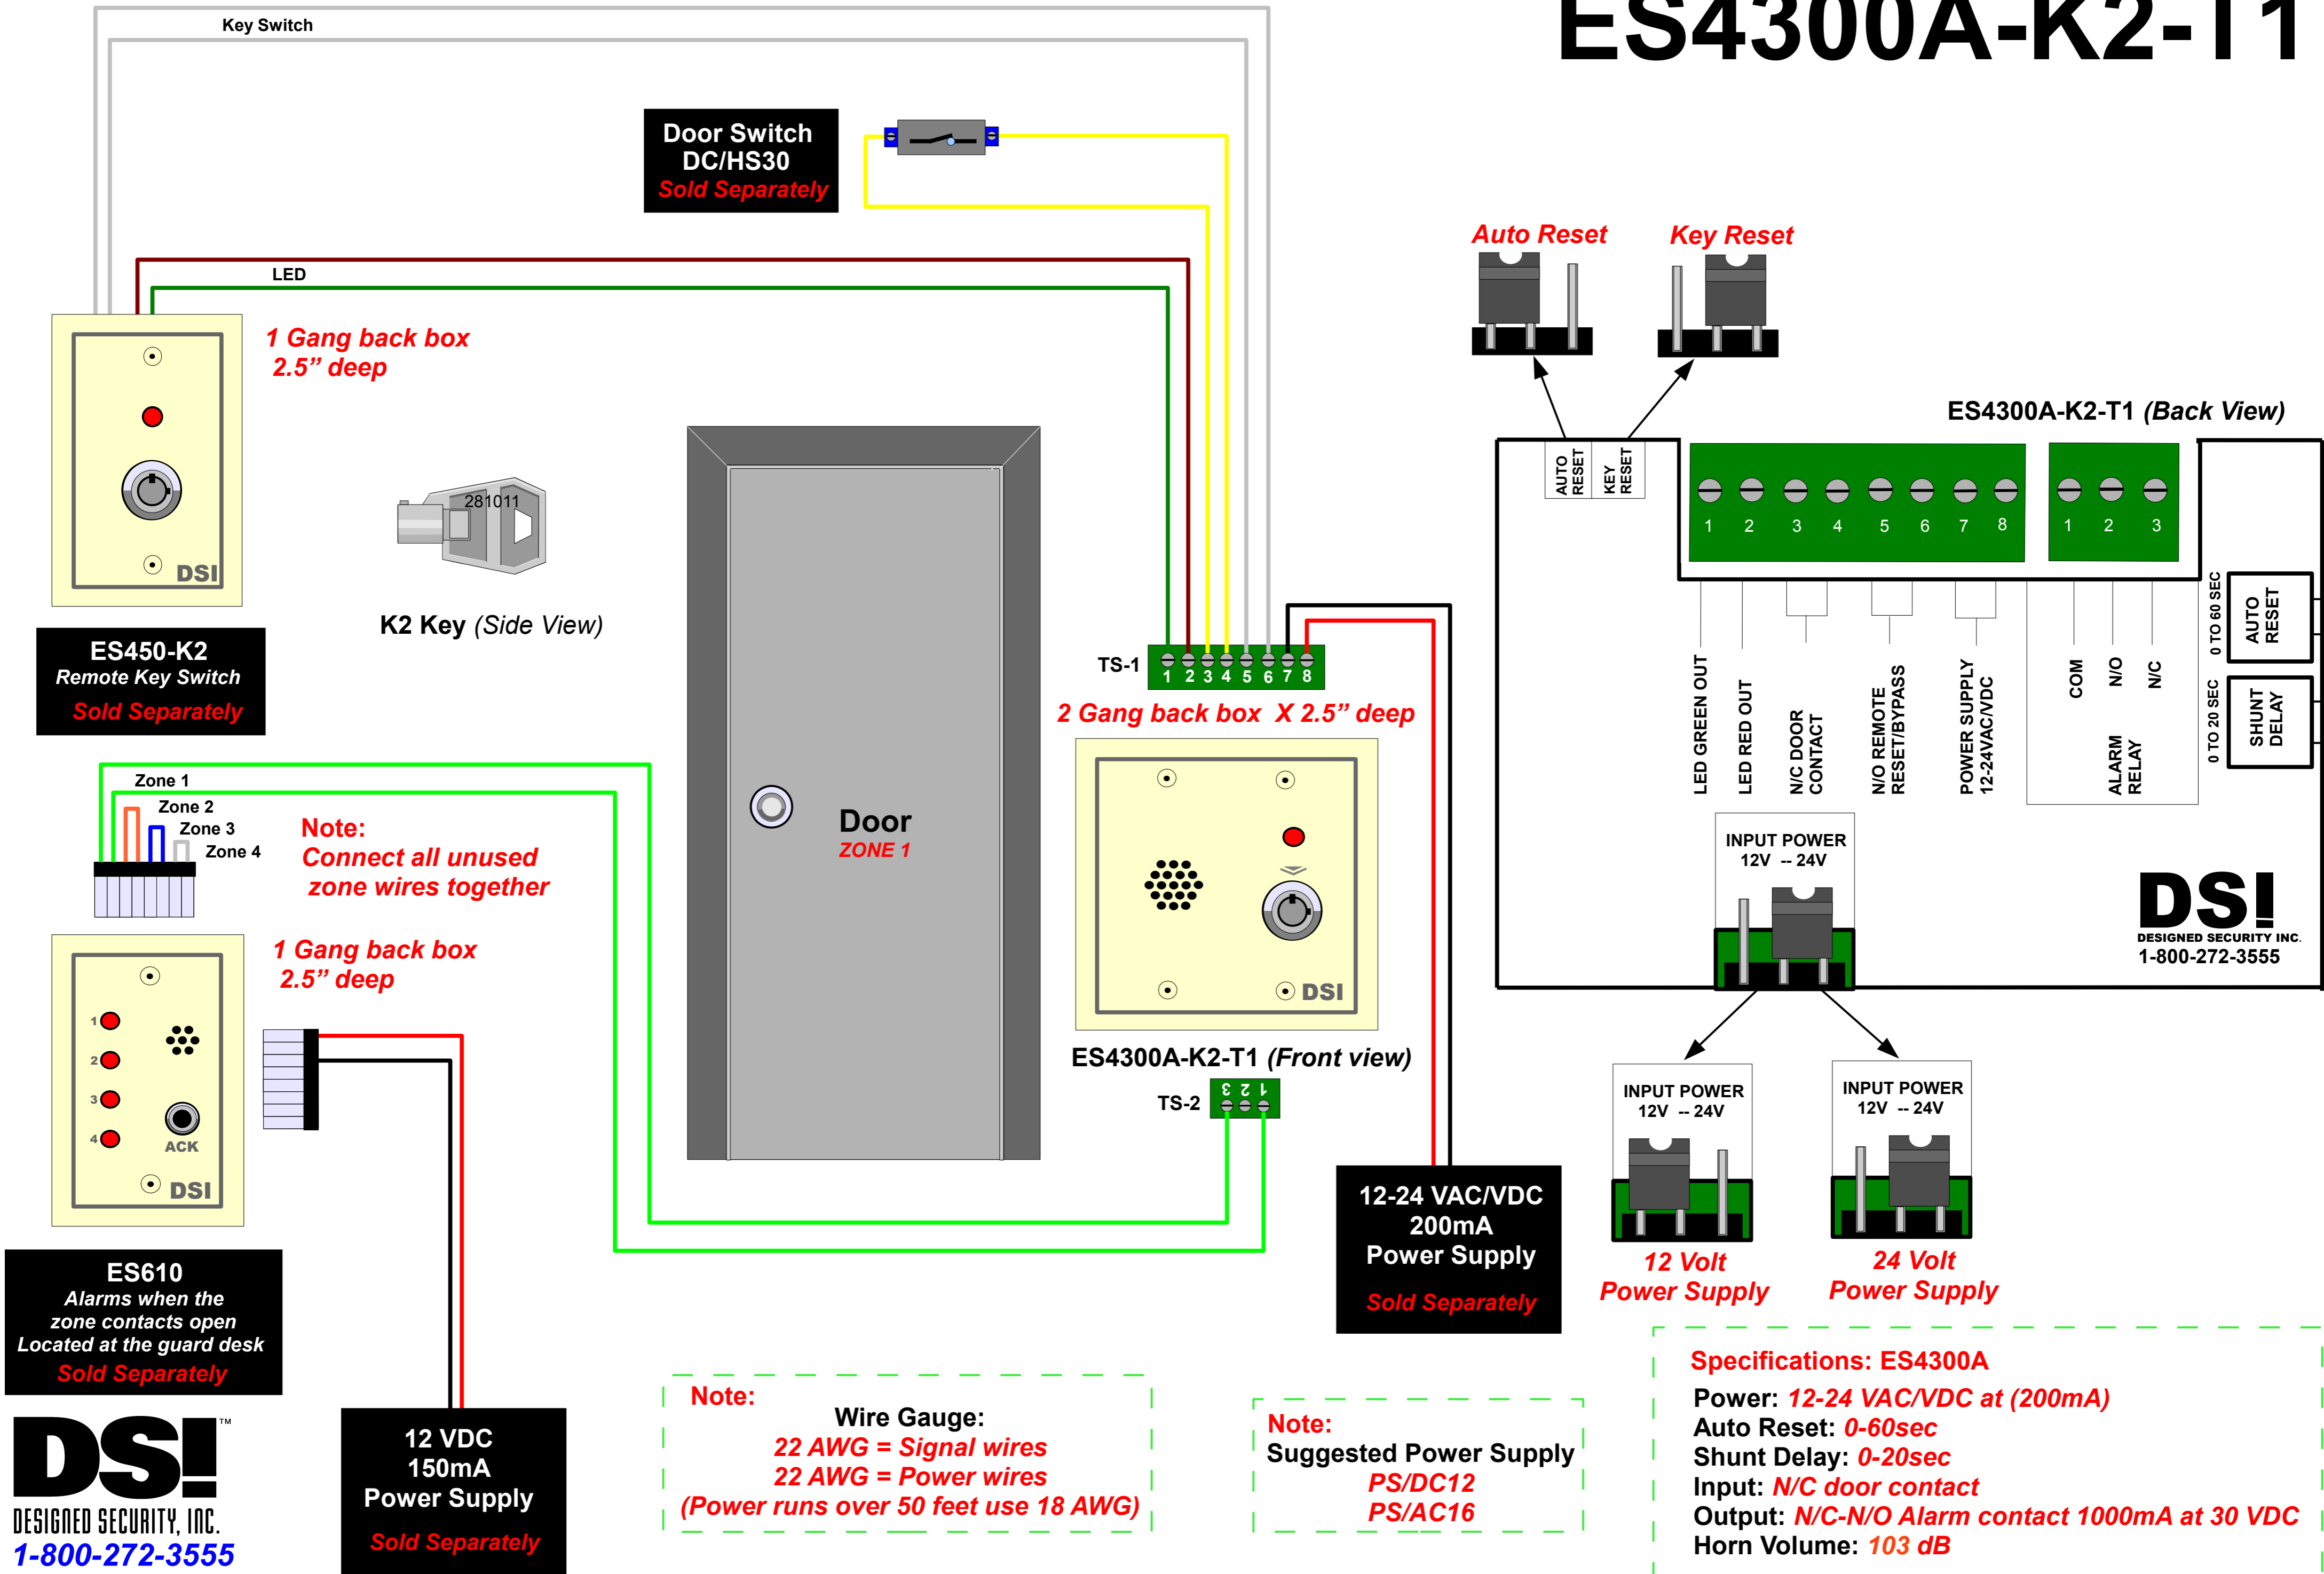 ES4300A-K2-T1
Key Switch
Door Switch
DC/HS30
Sold Separately
LED
1 Gang back box
2.5” deep
DSI
ES450-K2
Remote Key Switch
Sold Separately
281011
K2 Key (Side View)
Auto Reset
Key Reset
ES4300A-K2-T1 (Back View)
AUTO
RESET
KEY
RESET
1 2 3 4 5 6 7 8
1 2 3
LED GREEN OUT
LED RED OUT
N/C DOOR
CONTACT
N/O REMOTE
RESET/BYPASS
POWER SUPPLY
12-24VAC/VDC
COM
N/O
N/C
ALARM
RELAY
0 TO 60 SEC
AUTO
RESET
0 TO 20 SEC
SHUNT
DELAY
INPUT POWER
12V -- 24V
DSI
DESIGNED SECURITY INC.
1-800-272-3555
TS-1
1 2 3 4 5 6 7 8
2 Gang back box X 2.5” deep
DSI
ES4300A-K2-T1 (Front view)
TS-2
3 2 1
Door
ZONE 1
Zone 1
Zone 2
Zone 3
Zone 4
Note:
Connect all unused
zone wires together
1 Gang back box
2.5” deep
1
2
3
4
ACK
DSI
ES610
Alarms when the
zone contacts open
Located at the guard desk
Sold Separately
12-24 VAC/VDC
200mA
Power Supply
Sold Separately
INPUT POWER
12V -- 24V
12 Volt
Power Supply
INPUT POWER
12V -- 24V
24 Volt
Power Supply
DSI™
DESIGNED SECURITY, INC.
1-800-272-3555
12 VDC
150mA
Power Supply
Sold Separately
Note:
Wire Gauge:
22 AWG = Signal wires
22 AWG = Power wires
(Power runs over 50 feet use 18 AWG)
Note:
Suggested Power Supply
PS/DC12
PS/AC16
Specifications: ES4300A
Power: 12-24 VAC/VDC at (200mA)
Auto Reset: 0-60sec
Shunt Delay: 0-20sec
Input: N/C door contact
Output: N/C-N/O Alarm contact 1000mA at 30 VDC
Horn Volume: 103 dB